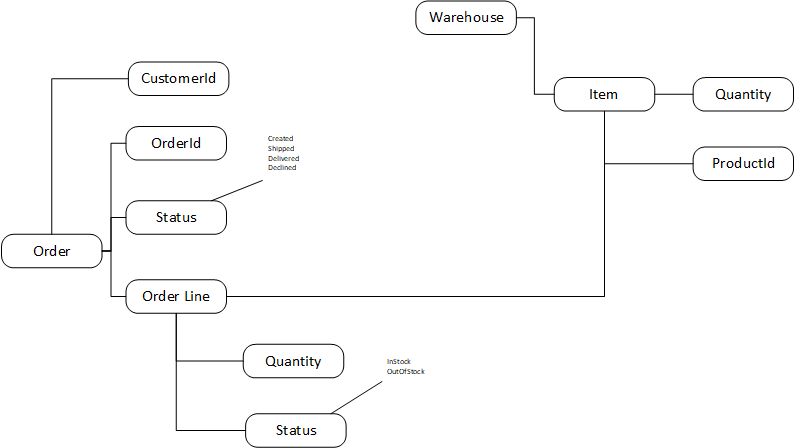 Warehouse
CustomerId
Item
Quantity
OrderId
Created
Shipped
Delivered
Declined
ProductId
Status
Order
Order Line
Quantity
InStock
OutOfStock
Status